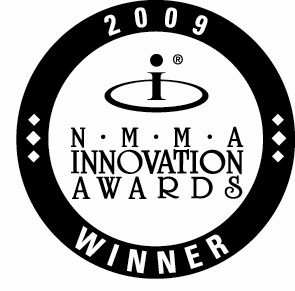 2009
i®
N·M·M·A
INNOVATION
AWARDS
WINNER